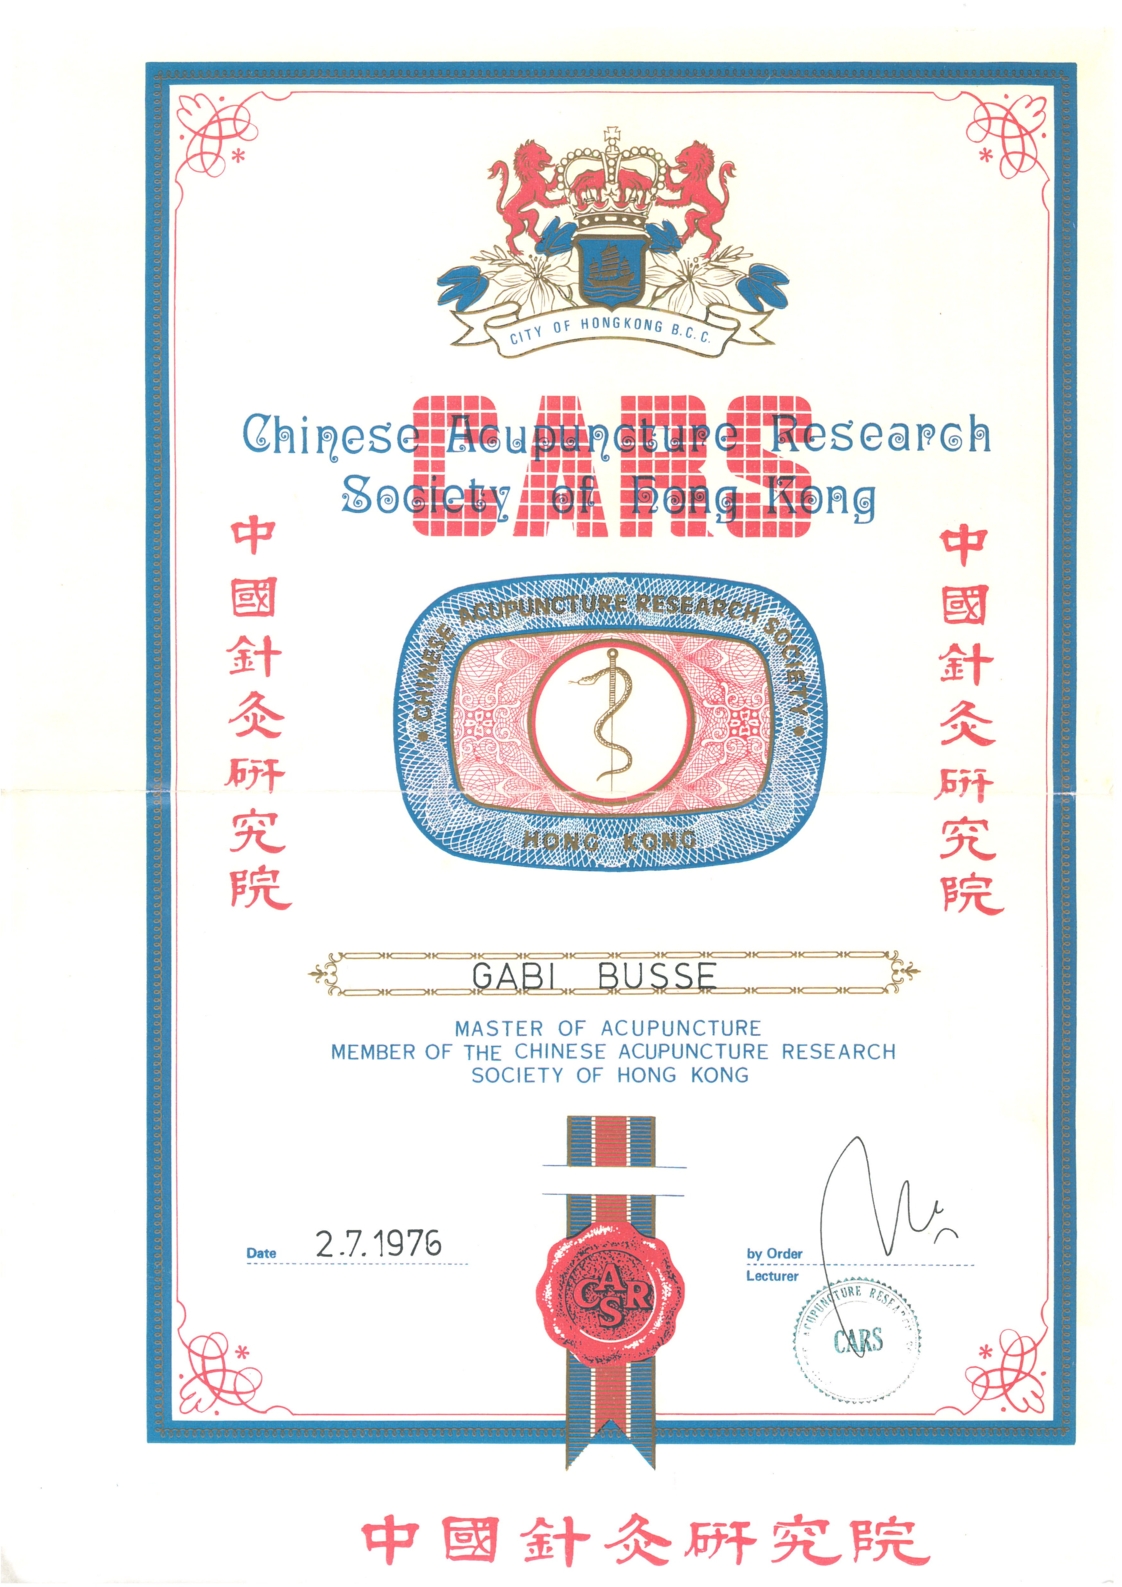 CITY OF HONGKONG B.C.C.
CARS
Chinese Acupuncture Research
Society of Hong Kong
中國針灸研究院
中國針灸研究院
CHINESE ACUPUNCTURE RESEARCH SOCIETY
HONG KONG
GABI BUSSE
MASTER OF ACUPUNCTURE
MEMBER OF THE CHINESE ACUPUNCTURE RESEARCH
SOCIETY OF HONG KONG
Date 2.7.1976
by Order
Lecturer
CARS
ACUPUNCTURE RESEARCH
CARS
中國針灸研究院